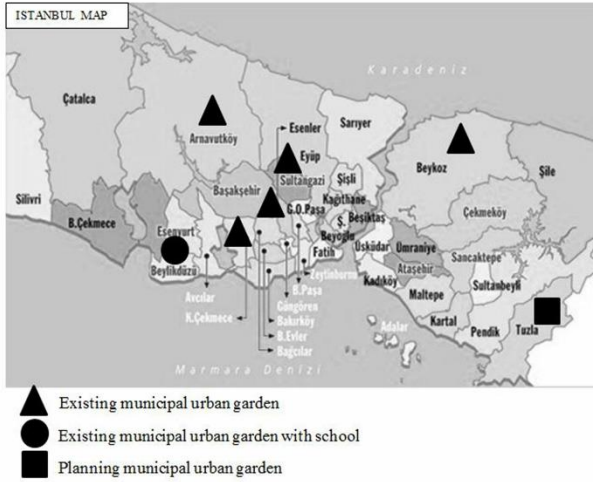 ISTANBUL MAP
Karadeniz
Çatalca
Arnavutköy
Esenler
Sarıyer
Eyüp
Beykoz
Şile
Silivri
Başakşehir
Sultangazi
Şişli
Kağıthane
Çekmeköy
B.Çekmece
G.O.Paşa
Ş.
Beşiktaş
Beyoğlu
Esenyurt
Fatih
Üsküdar
Ümraniye
Sancaktepe
Ataşehir
Beylikdüzü
Zeytinburnu
Kadıköy
Sultanbeyli
Avcılar
B.Paşa
Maltepe
K.Çekmece
Güngören
Kartal
Pendik
Tuzla
Bakırköy
Adalar
B.Evler
Bağcılar
Marmara Denizi
Existing municipal urban garden
Existing municipal urban garden with school
Planning municipal urban garden